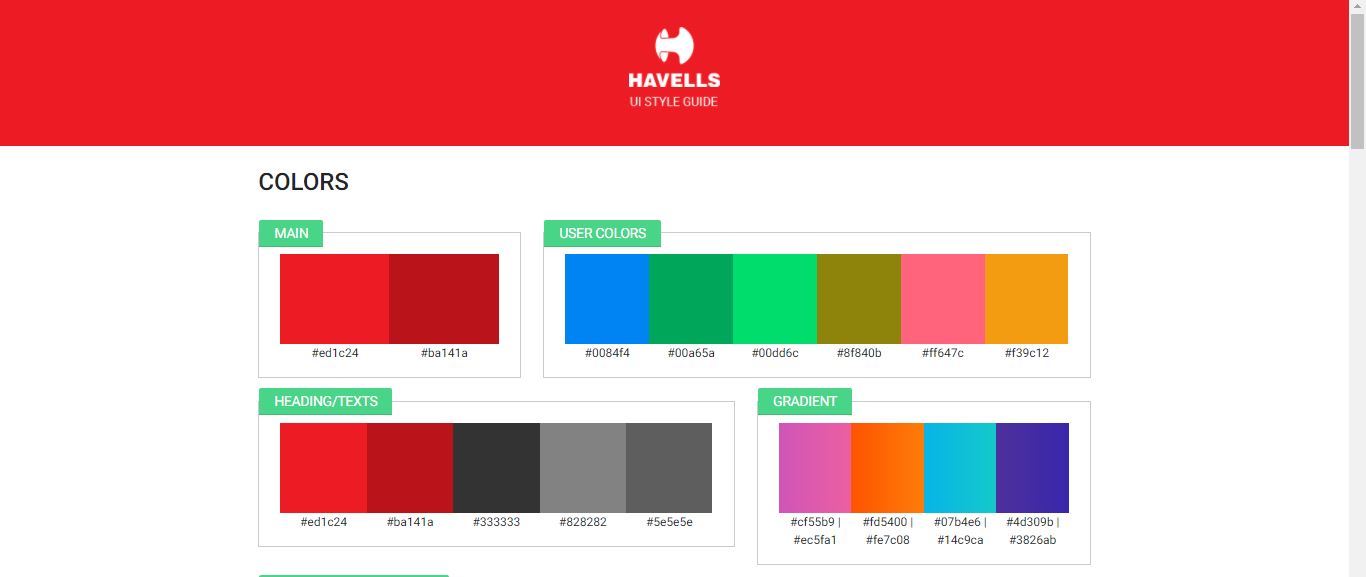 HAVELLS
UI STYLE GUIDE
COLORS
MAIN
#ed1c24 #ba141a
USER COLORS
#0084f4 #00a65a #00dd6c #8f840b #ff647c #f39c12
HEADING/TEXTS
#ed1c24 #ba141a #333333 #828282 #5e5e5e
GRADIENT
#cf55b9 | #fd5400 | #07b4e6 | #4d309b |
#ec5fa1 #fe7c08 #14c9ca #3826ab